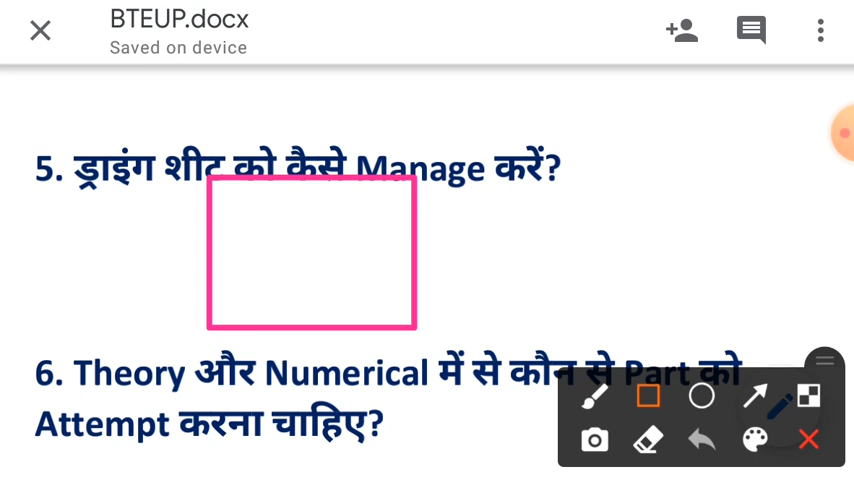 BTEUP.docx
Saved on device
5. ड्राइंग शीट को कैसे Manage करें?
6. Theory और Numerical में से कौन से Part को
Attempt करना चाहिए?